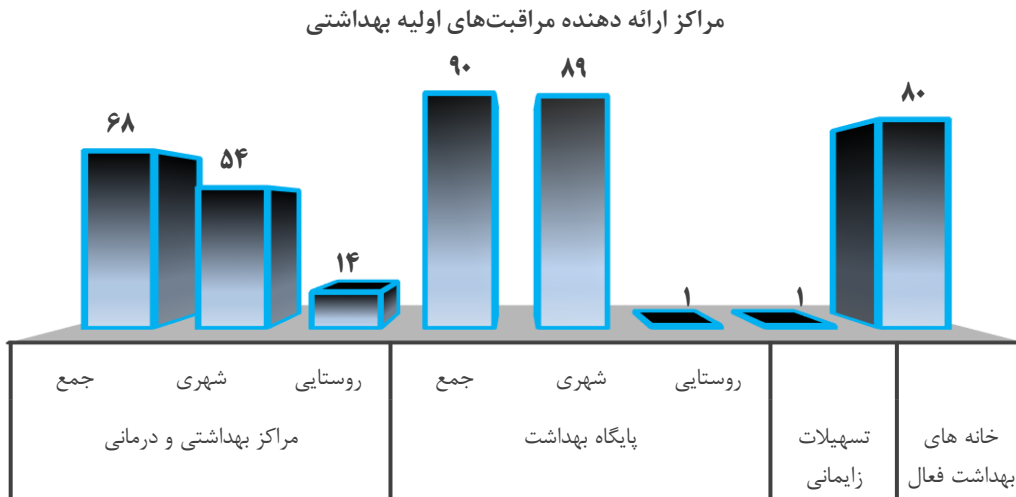 مراکز ارائه دهنده مراقبت‌های اولیه بهداشتی
۶۸
۵۴
۱۴
۹۰
۸۹
۱
۱
۸۰
جمع
شهری
روستایی
جمع
شهری
روستایی
مراکز بهداشتی و درمانی
پایگاه بهداشت
تسهیلات
زایمانی
خانه های
بهداشت فعال